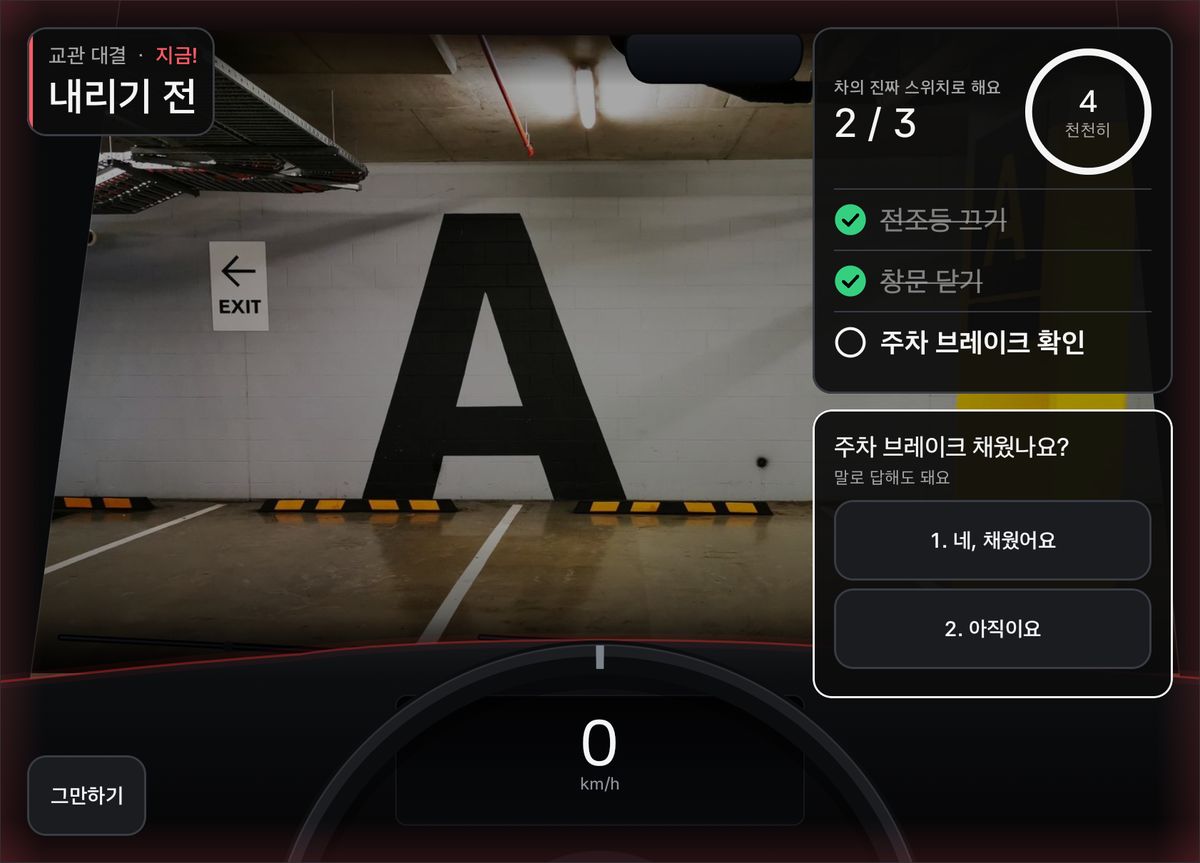 교관 대결 · 지금!
내리기 전
EXIT
A
차의 진짜 스위치로 해요
2 / 3
4
천천히
전조등 끄기
창문 닫기
주차 브레이크 확인
주차 브레이크 채웠나요?
말로 답해도 돼요
1. 네, 채웠어요
2. 아직이요
0
km/h
그만하기